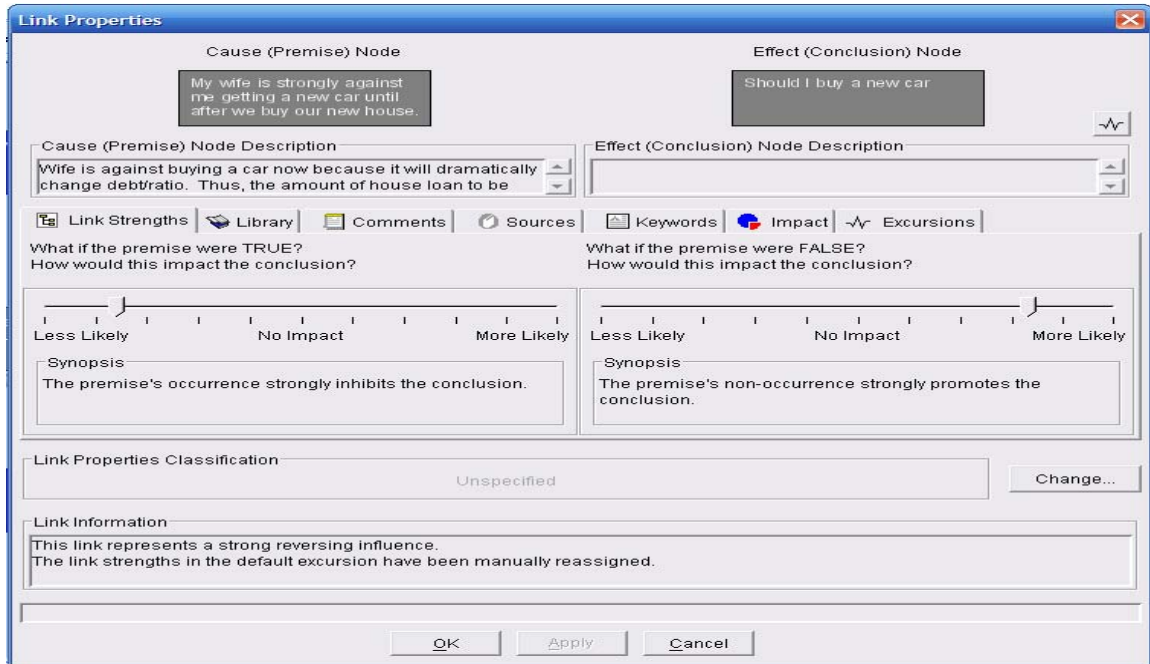 Link Properties
Cause (Premise) Node
Effect (Conclusion) Node
My wife is strongly against
me getting a new car until
after we buy our new house.
Should I buy a new car
Cause (Premise) Node Description
Effect (Conclusion) Node Description
Wife is against buying a car now because it will dramatically
change debt/ratio. Thus, the amount of house loan to be
Link Strengths Library Comments Sources Keywords Impact Excursions
What if the premise were TRUE?
How would this impact the conclusion?
What if the premise were FALSE?
How would this impact the conclusion?
Less Likely No Impact More Likely
Less Likely No Impact More Likely
Synopsis
The premise's occurrence strongly inhibits the conclusion.
Synopsis
The premise's non-occurrence strongly promotes the
conclusion.
Link Properties Classification
Unspecified
Change...
Link Information
This link represents a strong reversing influence.
The link strengths in the default excursion have been manually reassigned.
OK Apply Cancel